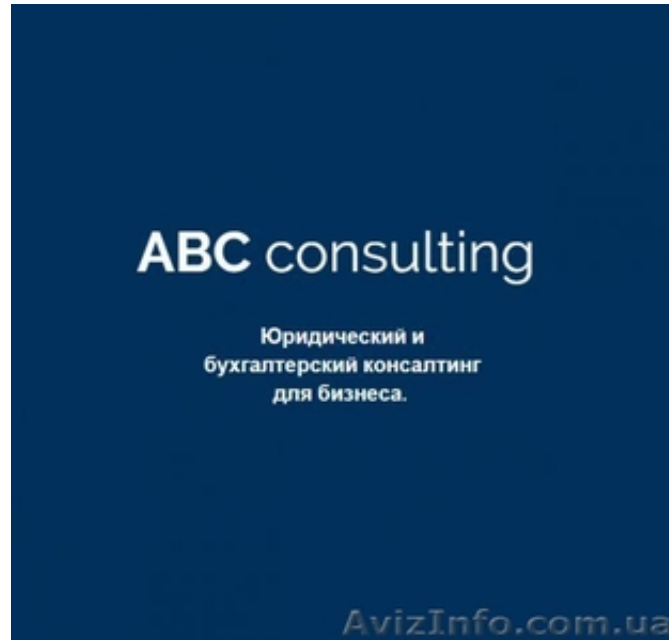 ABC consulting
Юридический и
бухгалтерский консалтинг
для бизнеса.
AvizInfo.com.ua